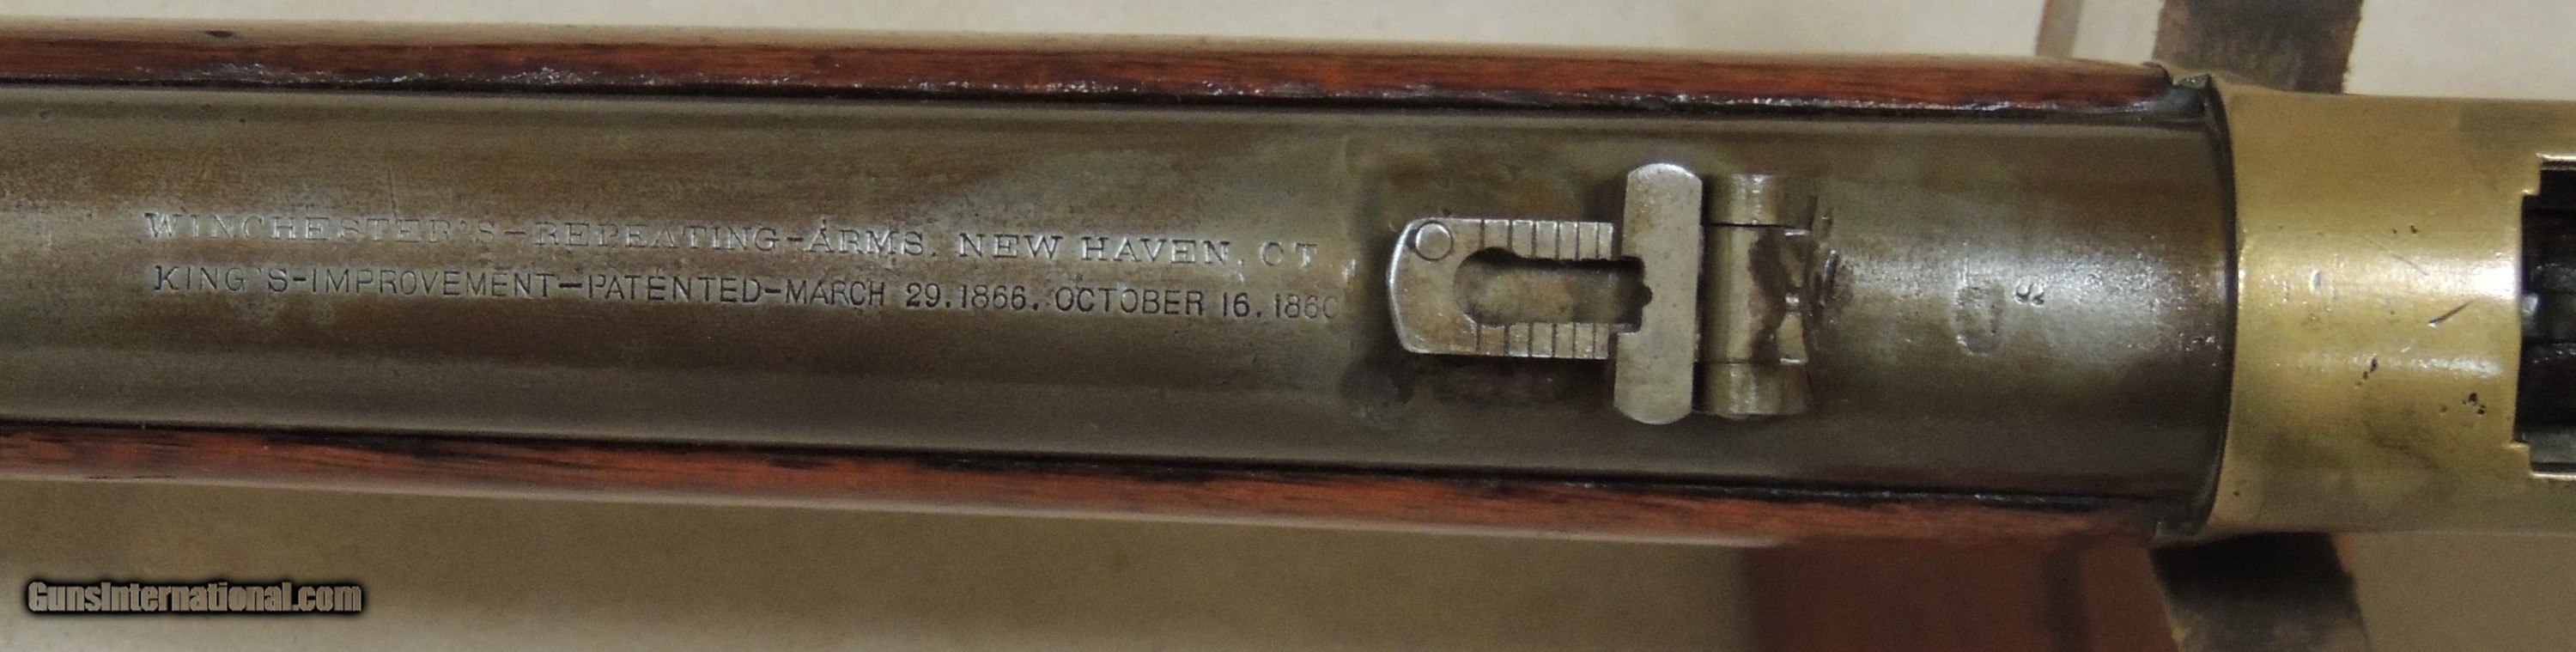 WINCHESTER'S-REPEATING-ARMS. NEW HAVEN, CT
KING'S-IMPROVEMENT-PATENTED-MARCH 29.1866. OCTOBER 16. 1860
GunsInternational.com